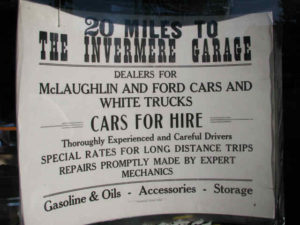 20 MILES TO
THE INVERMERE GARAGE
DEALERS FOR
McLAUGHLIN AND FORD CARS AND
WHITE TRUCKS
CARS FOR HIRE
Thoroughly Experienced and Careful Drivers
SPECIAL RATES FOR LONG DISTANCE TRIPS
REPAIRS PROMPTLY MADE BY EXPERT
MECHANICS
Gasoline & Oils - Accessories - Storage